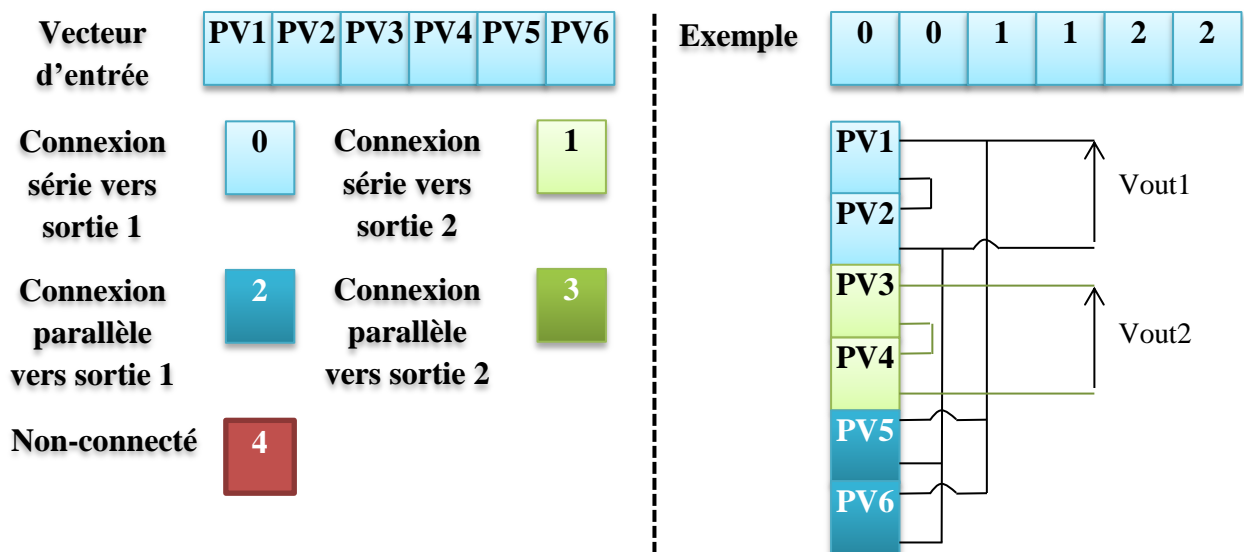 Vecteur
d'entrée
PV1 PV2 PV3 PV4 PV5 PV6
Connexion
série vers
sortie 1
0
Connexion
série vers
sortie 2
1
Connexion
parallèle
vers sortie 1
2
Connexion
parallèle
vers sortie 2
3
Non-connecté
4
Exemple
0 0 1 1 2 2
PV1
PV2
PV3
PV4
PV5
PV6
Vout1
Vout2